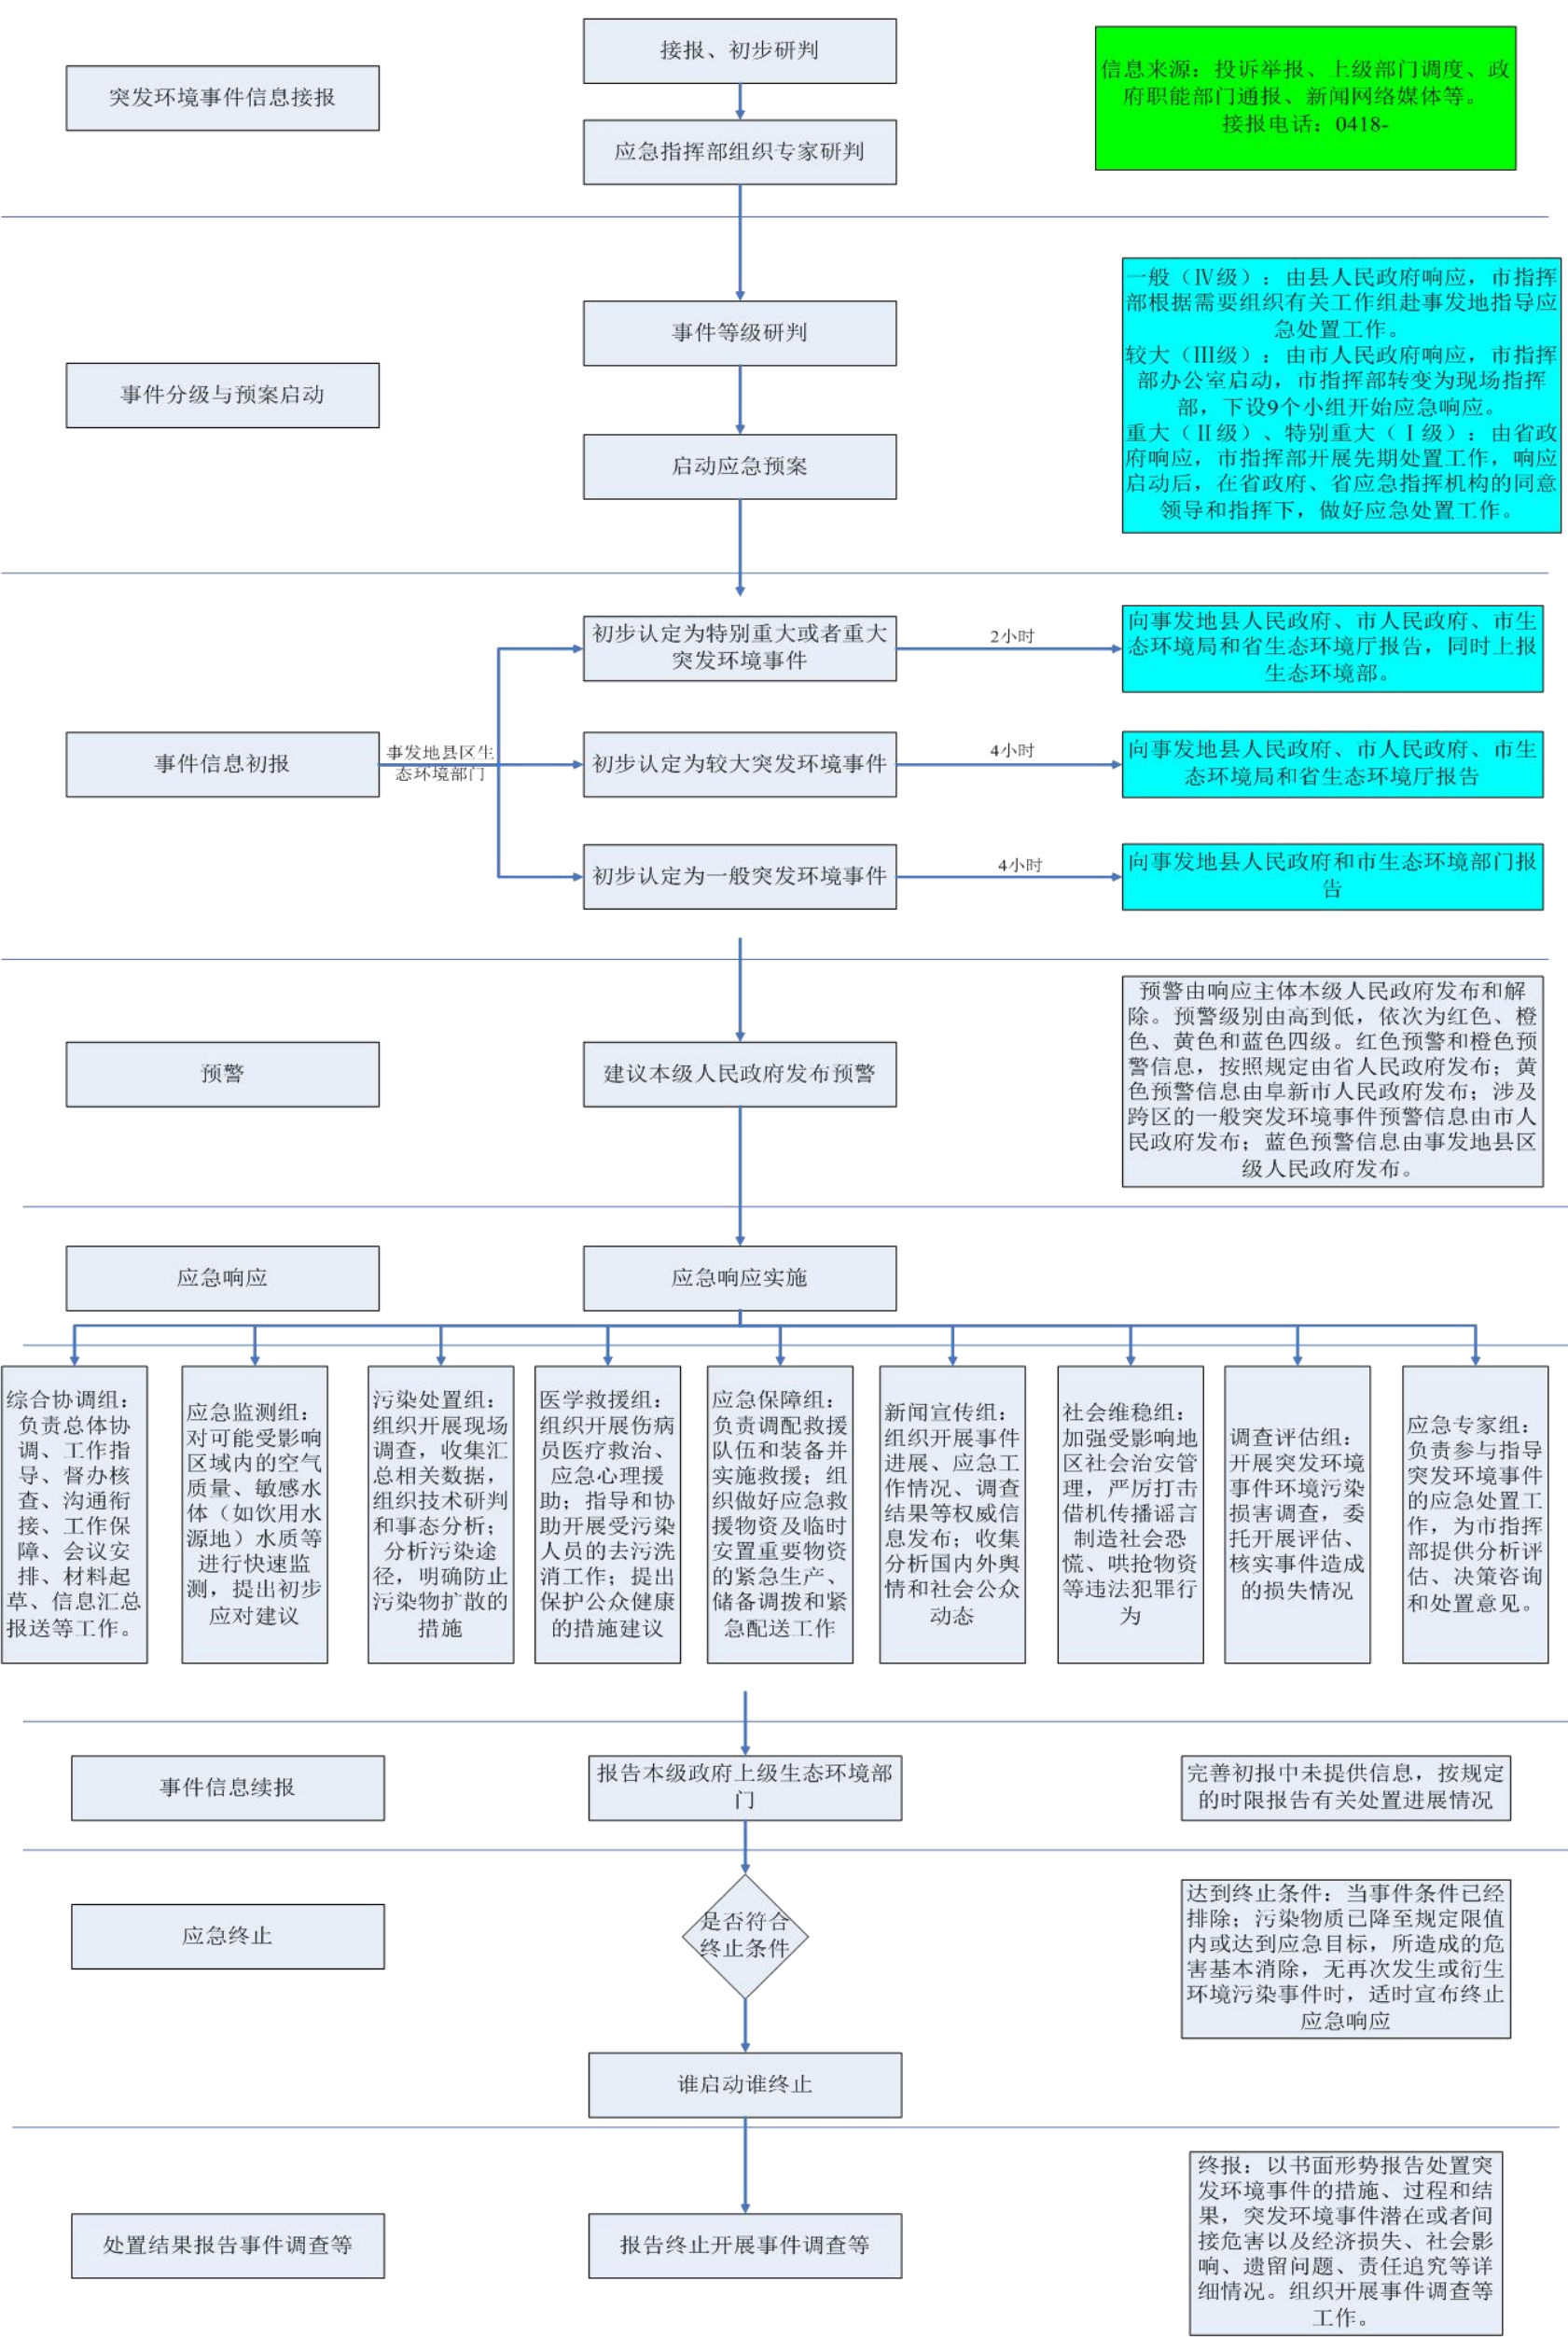 接报、初步研判
突发环境事件信息接报
应急指挥部组织专家研判
信息来源：投诉举报、上级部门调度、政
府职能部门通报、新闻网络媒体等。
接报电话：0418-
事件等级研判
事件分级与预案启动
启动应急预案
一般（Ⅳ级）：由县人民政府响应，市指挥
部根据需要组织有关工作组赴事发地指导应
急处置工作。
较大（Ⅲ级）：由市人民政府响应，市指挥
部办公室启动，市指挥部转变为现场指挥
部，下设9个小组开始应急响应。
重大（Ⅱ级）、特别重大（Ⅰ级）：由省政
府响应，市指挥部开展先期处置工作，响应
启动后，在省政府、省应急指挥机构的同意
领导和指挥下，做好应急处置工作。
初步认定为特别重大或者重大
突发环境事件
2小时
向事发地县人民政府、市人民政府、市生
态环境局和省生态环境厅报告，同时上报
生态环境部。
事件信息初报
事发地县区生
态环境部门
初步认定为较大突发环境事件
4小时
向事发地县人民政府、市人民政府、市生
态环境局和省生态环境厅报告
初步认定为一般突发环境事件
4小时
向事发地县人民政府和市生态环境部门报
告
预警
建议本级人民政府发布预警
预警由响应主体本级人民政府发布和解
除。预警级别由高到低，依次为红色、橙
色、黄色和蓝色四级。红色预警和橙色预
警信息，按照规定由省人民政府发布；黄
色预警信息由阜新市人民政府发布；涉及
跨区的一般突发环境事件预警信息由市人
民政府发布；蓝色预警信息由事发地县区
级人民政府发布。
应急响应
应急响应实施
综合协调组：
负责总体协
调、工作指
导、督办核
查、沟通衔
接、工作保
障、会议安
排、材料起
草、信息汇总
报送等工作。
应急监测组：
对可能受影响
区域内的空气
质量、敏感水
体（如饮用水
源地）水质等
进行快速监
测，提出初步
应对建议
污染处置组：
组织开展现场
调查，收集汇
总相关数据，
组织技术研判
和事态分析；
分析污染途
径，明确防止
污染物扩散的
措施
医学救援组：
组织开展伤病
员医疗救治、
应急心理援
助；指导和协
助开展受污染
人员的去污洗
消工作；提出
保护公众健康
的措施建议
应急保障组：
负责调配救援
队伍和装备并
实施救援；组
织做好应急救
援物资及临时
安置重要物资
的紧急生产、
储备调拨和紧
急配送工作
新闻宣传组：
组织开展事件
进展、应急工
作情况、调查
结果等权威信
息发布；收集
分析国内外舆
情和社会公众
动态
社会维稳组：
加强受影响地
区社会治安管
理，严厉打击
借机传播谣言
制造社会恐
慌、哄抢物资
等违法犯罪行
为
调查评估组：
开展突发环境
事件环境污染
损害调查，委
托开展评估、
核实事件造成
的损失情况
应急专家组：
负责参与指导
突发环境事件
的应急处置工
作，为市指挥
部提供分析评
估、决策咨询
和处置意见。
事件信息续报
报告本级政府上级生态环境部
门
完善初报中未提供信息，按规定
的时限报告有关处置进展情况
应急终止
是否符合
终止条件
达到终止条件：当事件条件已经
排除；污染物质已降至规定限值
内或达到应急目标，所造成的危
害基本消除，无再次发生或衍生
环境污染事件时，适时宣布终止
应急响应
谁启动谁终止
处置结果报告事件调查等
报告终止开展事件调查等
终报：以书面形势报告处置突
发环境事件的措施、过程和结
果，突发环境事件潜在或者间
接危害以及经济损失、社会影
响、遗留问题、责任追究等详
细情况。组织开展事件调查等
工作。